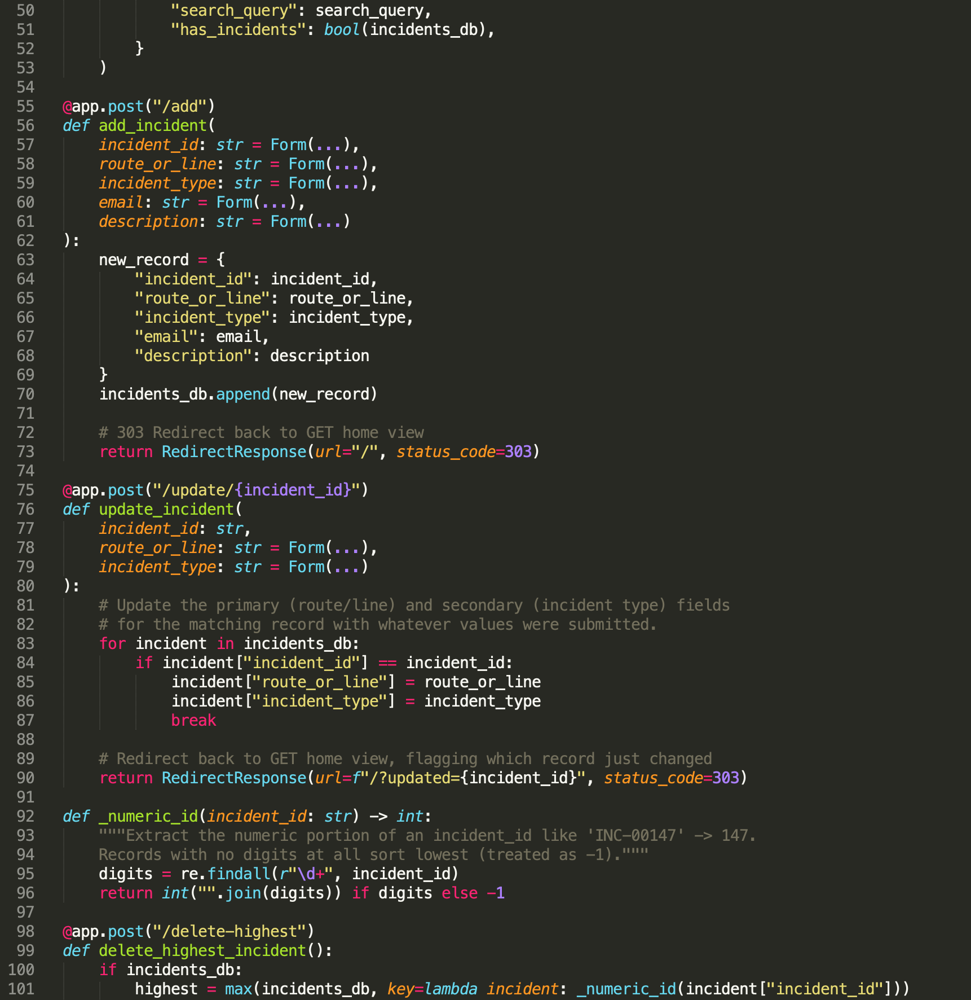 50                 "search_query": search_query,
51                 "has_incidents": bool(incidents_db),
52             }
53         )
54
55     @app.post("/add")
56     def add_incident(
57         incident_id: str = Form(...),
58         route_or_line: str = Form(...),
59         incident_type: str = Form(...),
60         email: str = Form(...),
61         description: str = Form(...)
62     ):
63         new_record = {
64             "incident_id": incident_id,
65             "route_or_line": route_or_line,
66             "incident_type": incident_type,
67             "email": email,
68             "description": description
69         }
70         incidents_db.append(new_record)
71
72         # 303 Redirect back to GET home view
73         return RedirectResponse(url="/", status_code=303)
74
75     @app.post("/update/{incident_id}")
76     def update_incident(
77         incident_id: str,
78         route_or_line: str = Form(...),
79         incident_type: str = Form(...)
80     ):
81         # Update the primary (route/line) and secondary (incident type) fields
82         # for the matching record with whatever values were submitted.
83         for incident in incidents_db:
84             if incident["incident_id"] == incident_id:
85                 incident["route_or_line"] = route_or_line
86                 incident["incident_type"] = incident_type
87                 break
88
89         # Redirect back to GET home view, flagging which record just changed
90         return RedirectResponse(url=f"/?updated={incident_id}", status_code=303)
91
92     def _numeric_id(incident_id: str) -> int:
93         """Extract the numeric portion of an incident_id like 'INC-00147' -> 147.
94         Records with no digits at all sort lowest (treated as -1)."""
95         digits = re.findall(r"\d+", incident_id)
96         return int("".join(digits)) if digits else -1
97
98     @app.post("/delete-highest")
99     def delete_highest_incident():
100         if incidents_db:
101             highest = max(incidents_db, key=lambda incident: _numeric_id(incident["incident_id"]))